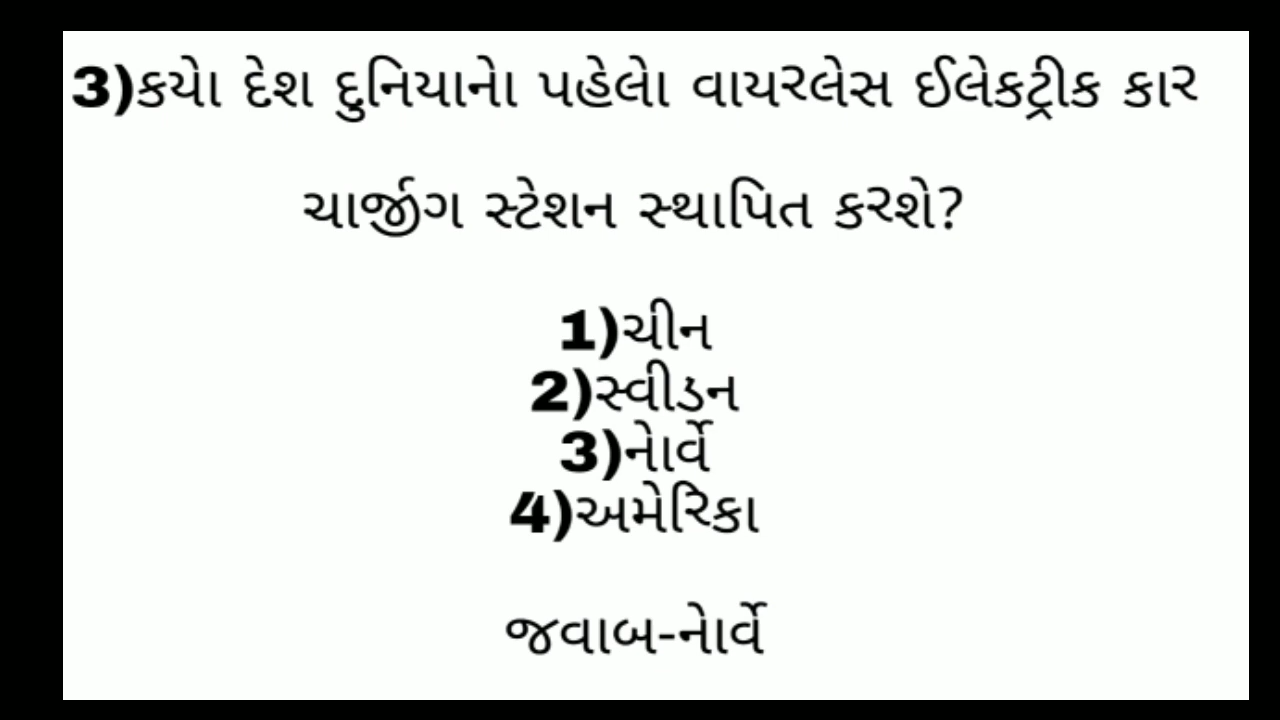 3)કયો દેશ દુનિયાનો પહેલો વાયરલેસ ઈલેકટ્રીક કાર
ચાર્જીગ સ્ટેશન સ્થાપિત કરશે?
1)ચીન
2)સ્વીડન
3)નોર્વે
4)અમેરિકા
જવાબ-નોર્વે